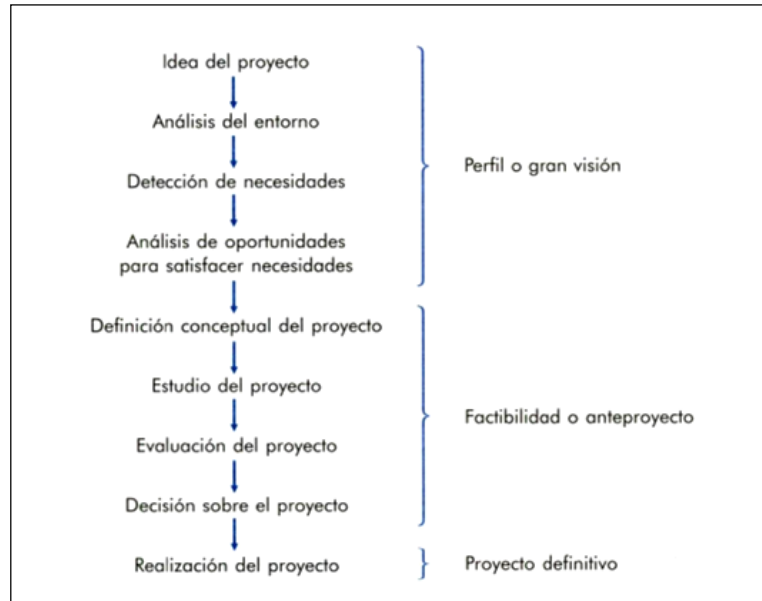 Idea del proyecto
Análisis del entorno
Detección de necesidades
Análisis de oportunidades
para satisfacer necesidades
Perfil o gran visión
Definición conceptual del proyecto
Estudio del proyecto
Evaluación del proyecto
Decisión sobre el proyecto
Factibilidad o anteproyecto
Realización del proyecto
Proyecto definitivo